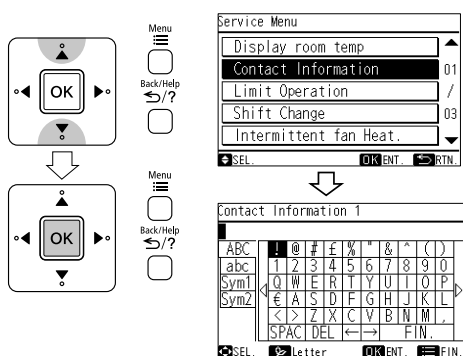 Menu
Back/Help
/?
OK
Menu
Back/Help
/?
OK
Service Menu
Display room temp
Contact Information 01
Limit Operation /
Shift Change 03
Intermittent fan Heat.
SEL. OK ENT. RTN.
Contact Information 1
ABC ! @ # £ % " & ^ ( )
abc 1 2 3 4 5 6 7 8 9 0
Sym1 Q W E R T Y U I O P
Sym2 € A S D F G H J K L
< > Z X C V B N M ,
SPAC DEL ← → FIN.
SEL. Letter OK ENT. FIN.